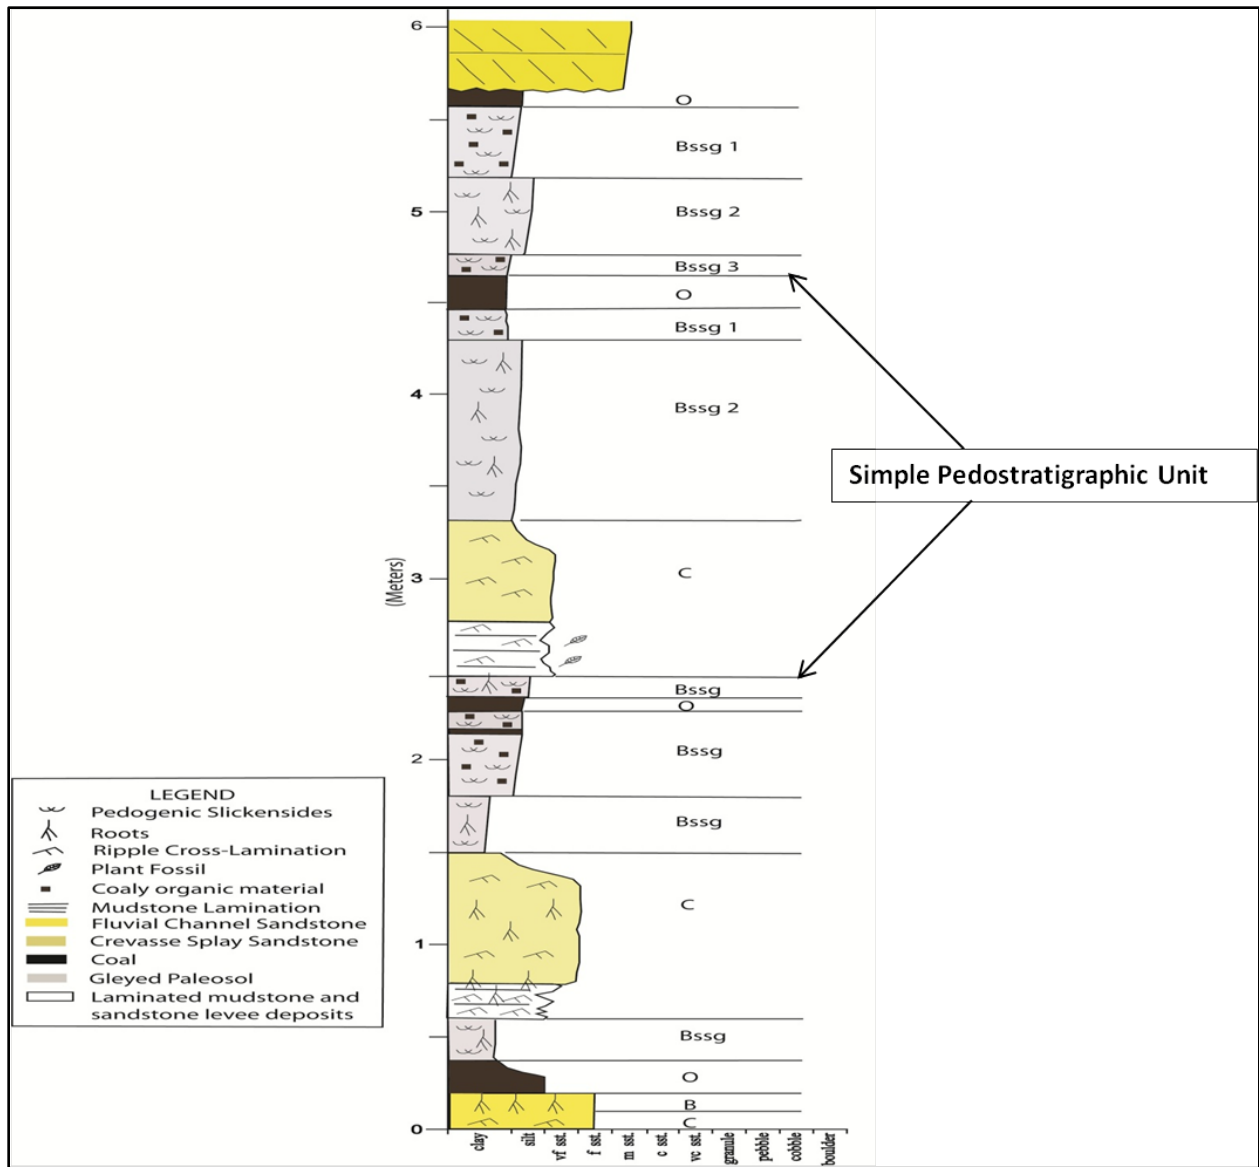 6
O
Bssg 1
5
Bssg 2
Bssg 3
O
Bssg 1
4
Bssg 2
Simple Pedostratigraphic Unit
(Meters)
3
C
Bssg
O
2
Bssg
Bssg
C
1
Bssg
O
B
C
0
clay
silt
vf sst.
f sst.
m sst.
c sst.
vc sst.
granule
pebble
cobble
boulder
LEGEND
Pedogenic Slickensides
Roots
Ripple Cross-Lamination
Plant Fossil
Coaly organic material
Mudstone Lamination
Fluvial Channel Sandstone
Crevasse Splay Sandstone
Coal
Gleyed Paleosol
Laminated mudstone and
sandstone levee deposits